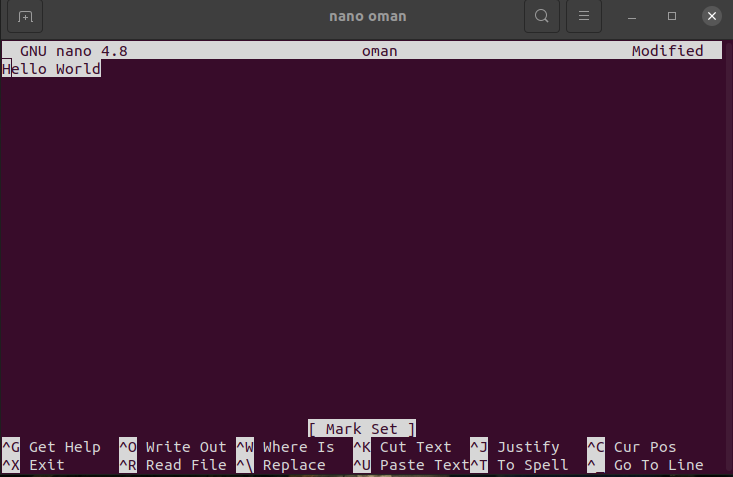 nano oman
GNU nano 4.8 oman Modified
Hello World
[ Mark Set ]
^G Get Help ^O Write Out ^W Where Is ^K Cut Text ^J Justify ^C Cur Pos
^X Exit ^R Read File ^\ Replace ^U Paste Text ^T To Spell ^_ Go To Line